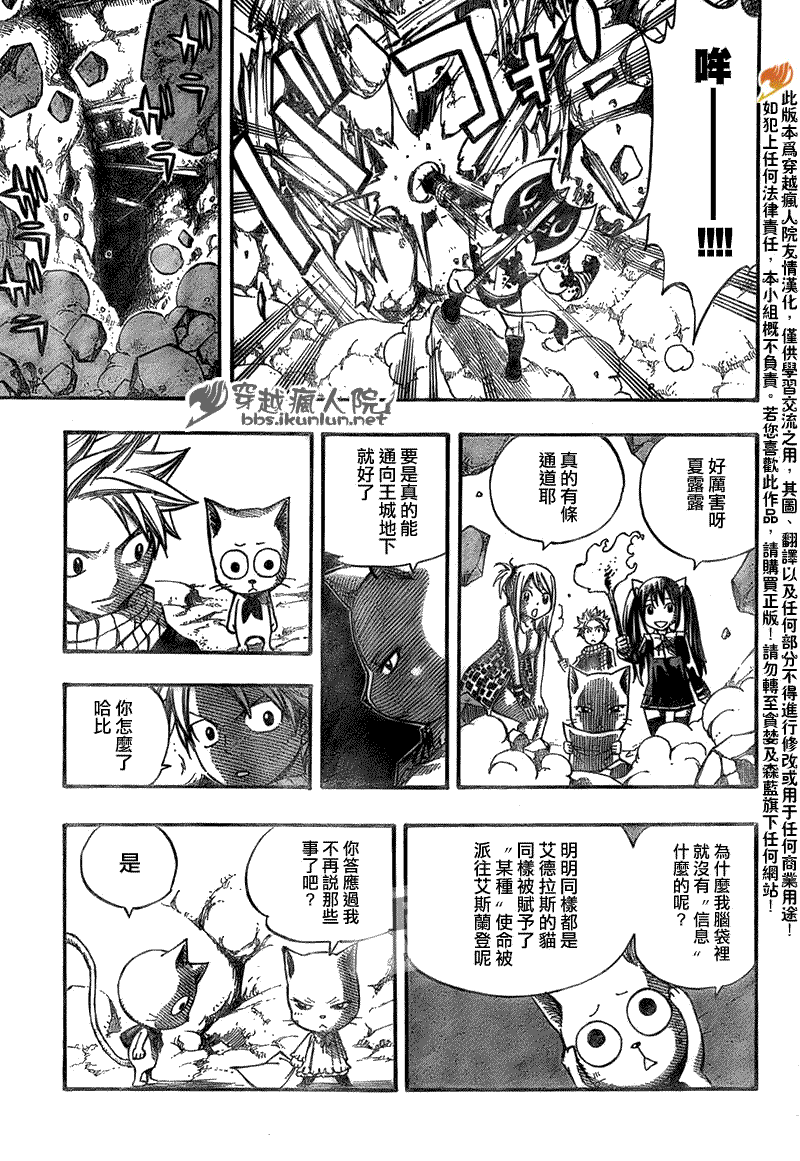 哞——!!!!
ドゴォ
ガラ
ガラ
穿越瘋人院
bbs.ikunlun.net
好厲害呀
夏露露
真的有條
通道耶
要是真的能
通向王城地下
就好了
你怎麼了
哈比
為什麼我腦袋裡
就沒有〝信息〞
什麼的呢?
明明同樣都是
艾德拉斯的貓
同樣被賦予了
〝某種〞使命被
派往艾斯蘭登呢
你答應過我
不再說那些
事了吧?
是
此版本爲穿越瘋人院友情漢化,僅供學習交流之用,其圖、翻譯以及任何部分不得進行修改或用于任何商業用途!
如犯上任何法律責任,本小組概不負責。若您喜歡此作品,請購買正版!請勿轉至貪婪及森藍旗下任何網站!